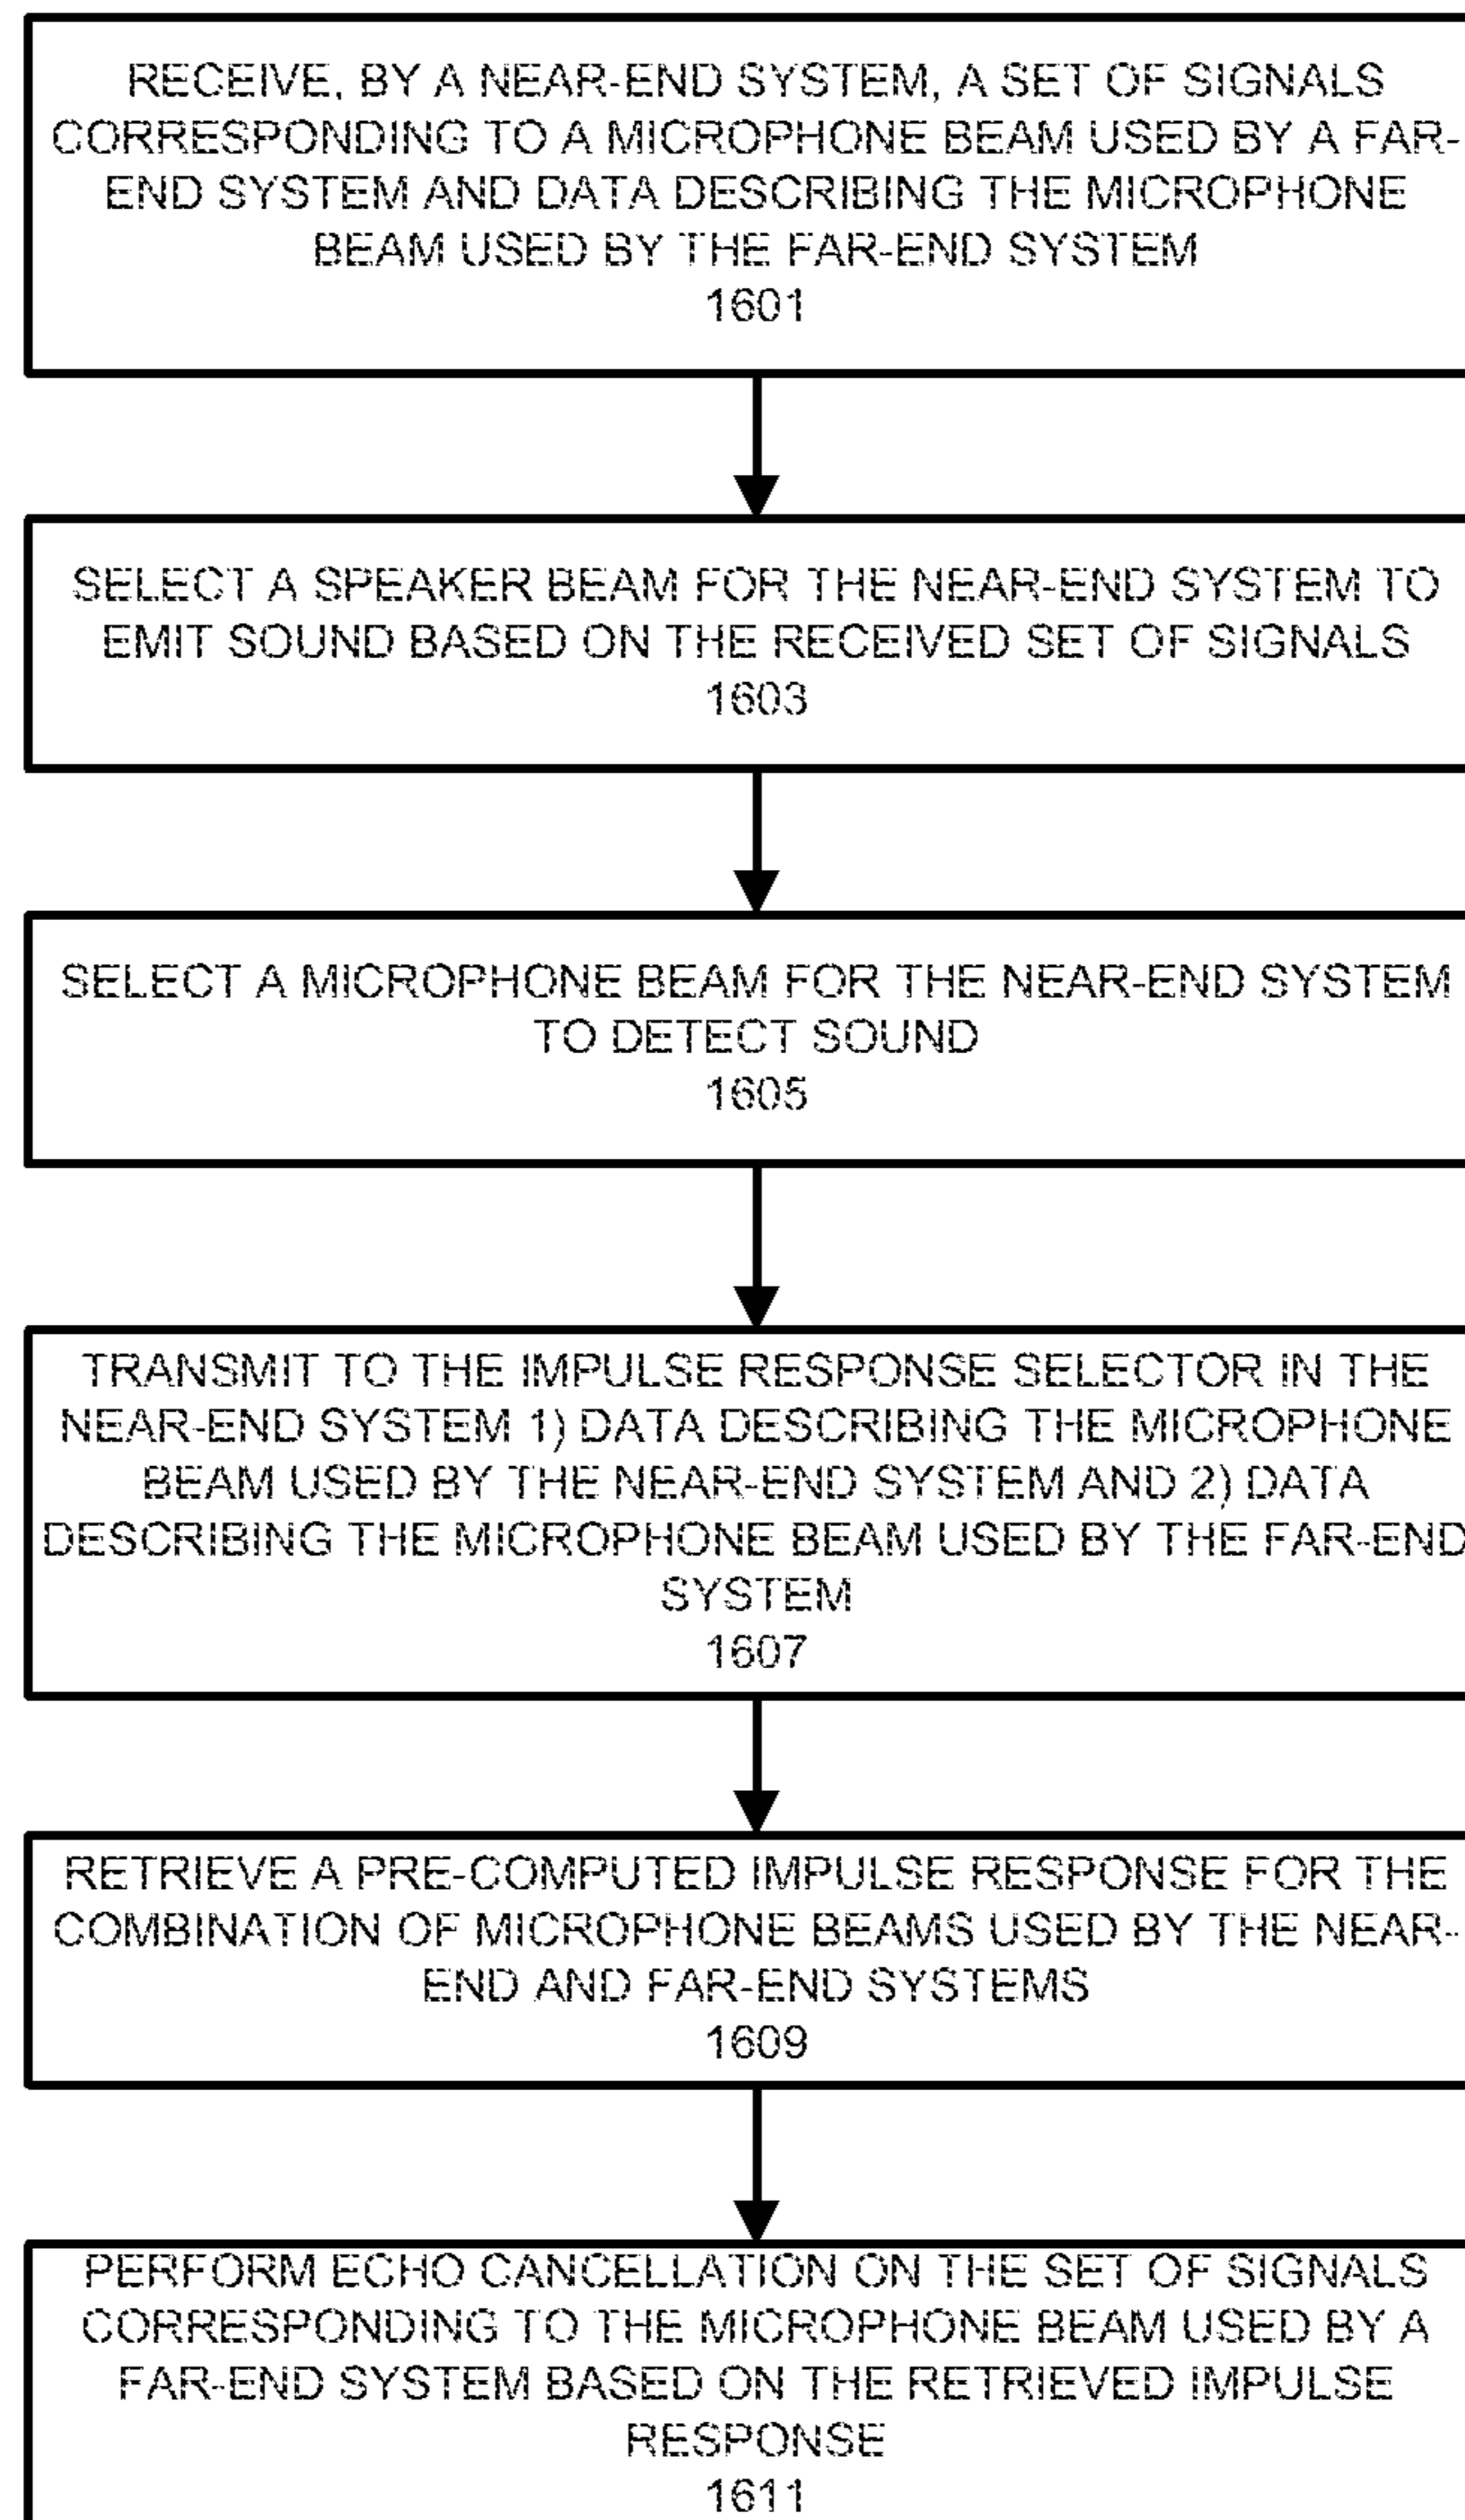 RECEIVE, BY A NEAR-END SYSTEM, A SET OF SIGNALS
CORRESPONDING TO A MICROPHONE BEAM USED BY A FAR-
END SYSTEM AND DATA DESCRIBING THE MICROPHONE
BEAM USED BY THE FAR-END SYSTEM
1601
SELECT A SPEAKER BEAM FOR THE NEAR-END SYSTEM TO
EMIT SOUND BASED ON THE RECEIVED SET OF SIGNALS
1603
SELECT A MICROPHONE BEAM FOR THE NEAR-END SYSTEM
TO DETECT SOUND
1605
TRANSMIT TO THE IMPULSE RESPONSE SELECTOR IN THE
NEAR-END SYSTEM 1) DATA DESCRIBING THE MICROPHONE
BEAM USED BY THE NEAR-END SYSTEM AND 2) DATA
DESCRIBING THE MICROPHONE BEAM USED BY THE FAR-END
SYSTEM
1607
RETRIEVE A PRE-COMPUTED IMPULSE RESPONSE FOR THE
COMBINATION OF MICROPHONE BEAMS USED BY THE NEAR-
END AND FAR-END SYSTEMS
1609
PERFORM ECHO CANCELLATION ON THE SET OF SIGNALS
CORRESPONDING TO THE MICROPHONE BEAM USED BY A
FAR-END SYSTEM BASED ON THE RETRIEVED IMPULSE
RESPONSE
1611